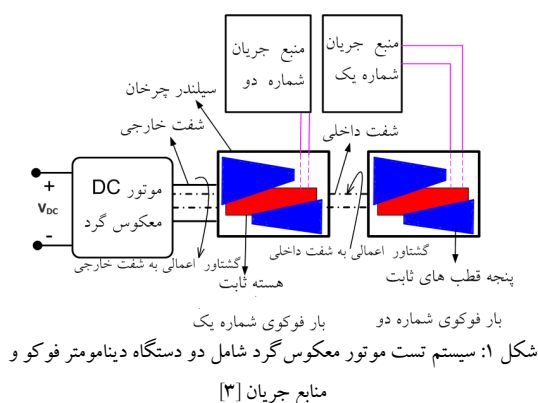 منبع جریان
شماره دو
منبع جریان
شماره یک
سیلندر چرخان
شفت خارجی
شفت داخلی
+
V_DC
-
موتور DC
معکوس گرد
گشتاور اعمالی به شفت خارجی
گشتاور اعمالی به شفت داخلی
هسته ثابت
پنجه قطب های ثابت
بار فوکوی شماره یک
بار فوکوی شماره دو
شکل ۱: سیستم تست موتور معکوس گرد شامل دو دستگاه دینامومتر فوکو و
منابع جریان [۳]